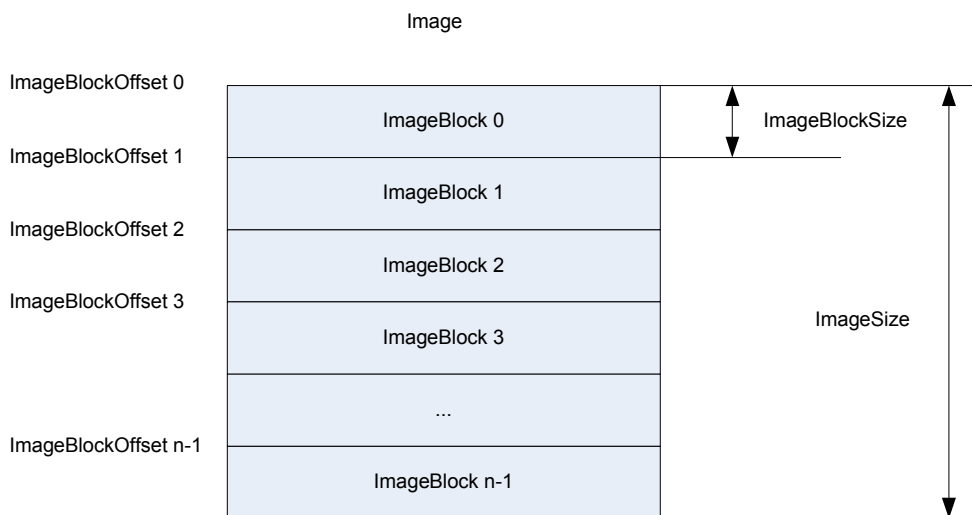 Image
ImageBlockOffset 0
ImageBlock 0
ImageBlockSize
ImageBlockOffset 1
ImageBlock 1
ImageBlockOffset 2
ImageBlock 2
ImageBlockOffset 3
ImageSize
ImageBlock 3
...
ImageBlockOffset n-1
ImageBlock n-1